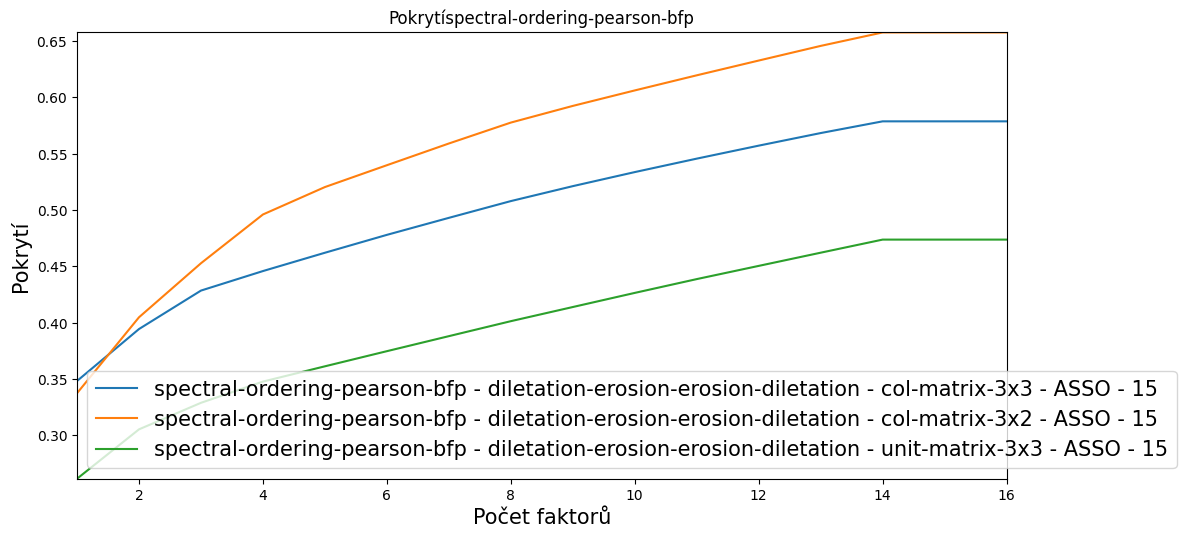 Pokrytíspectral-ordering-pearson-bfp
0.65
0.60
0.55
0.50
0.45
0.40
0.35
0.30
Pokrytí
spectral-ordering-pearson-bfp - diletation-erosion-erosion-diletation - col-matrix-3x3 - ASSO - 15
spectral-ordering-pearson-bfp - diletation-erosion-erosion-diletation - col-matrix-3x2 - ASSO - 15
spectral-ordering-pearson-bfp - diletation-erosion-erosion-diletation - unit-matrix-3x3 - ASSO - 15
2 4 6 8 10 12 14 16
Počet faktorů